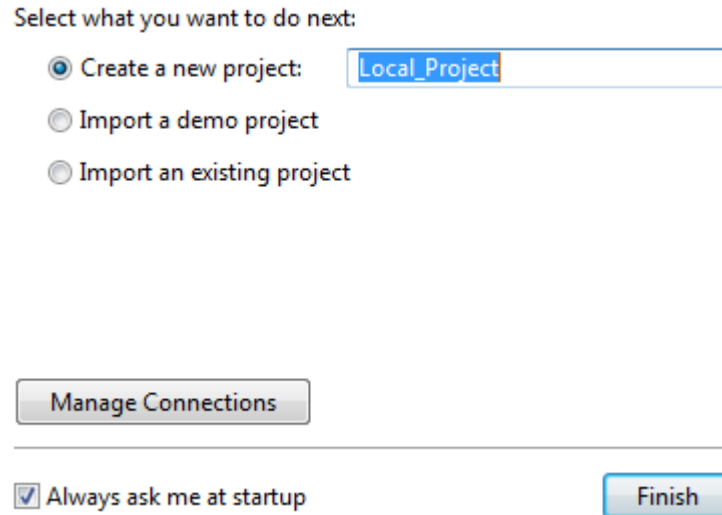 Select what you want to do next:
Create a new project: Local_Project
Import a demo project
Import an existing project
Manage Connections
Always ask me at startup Finish